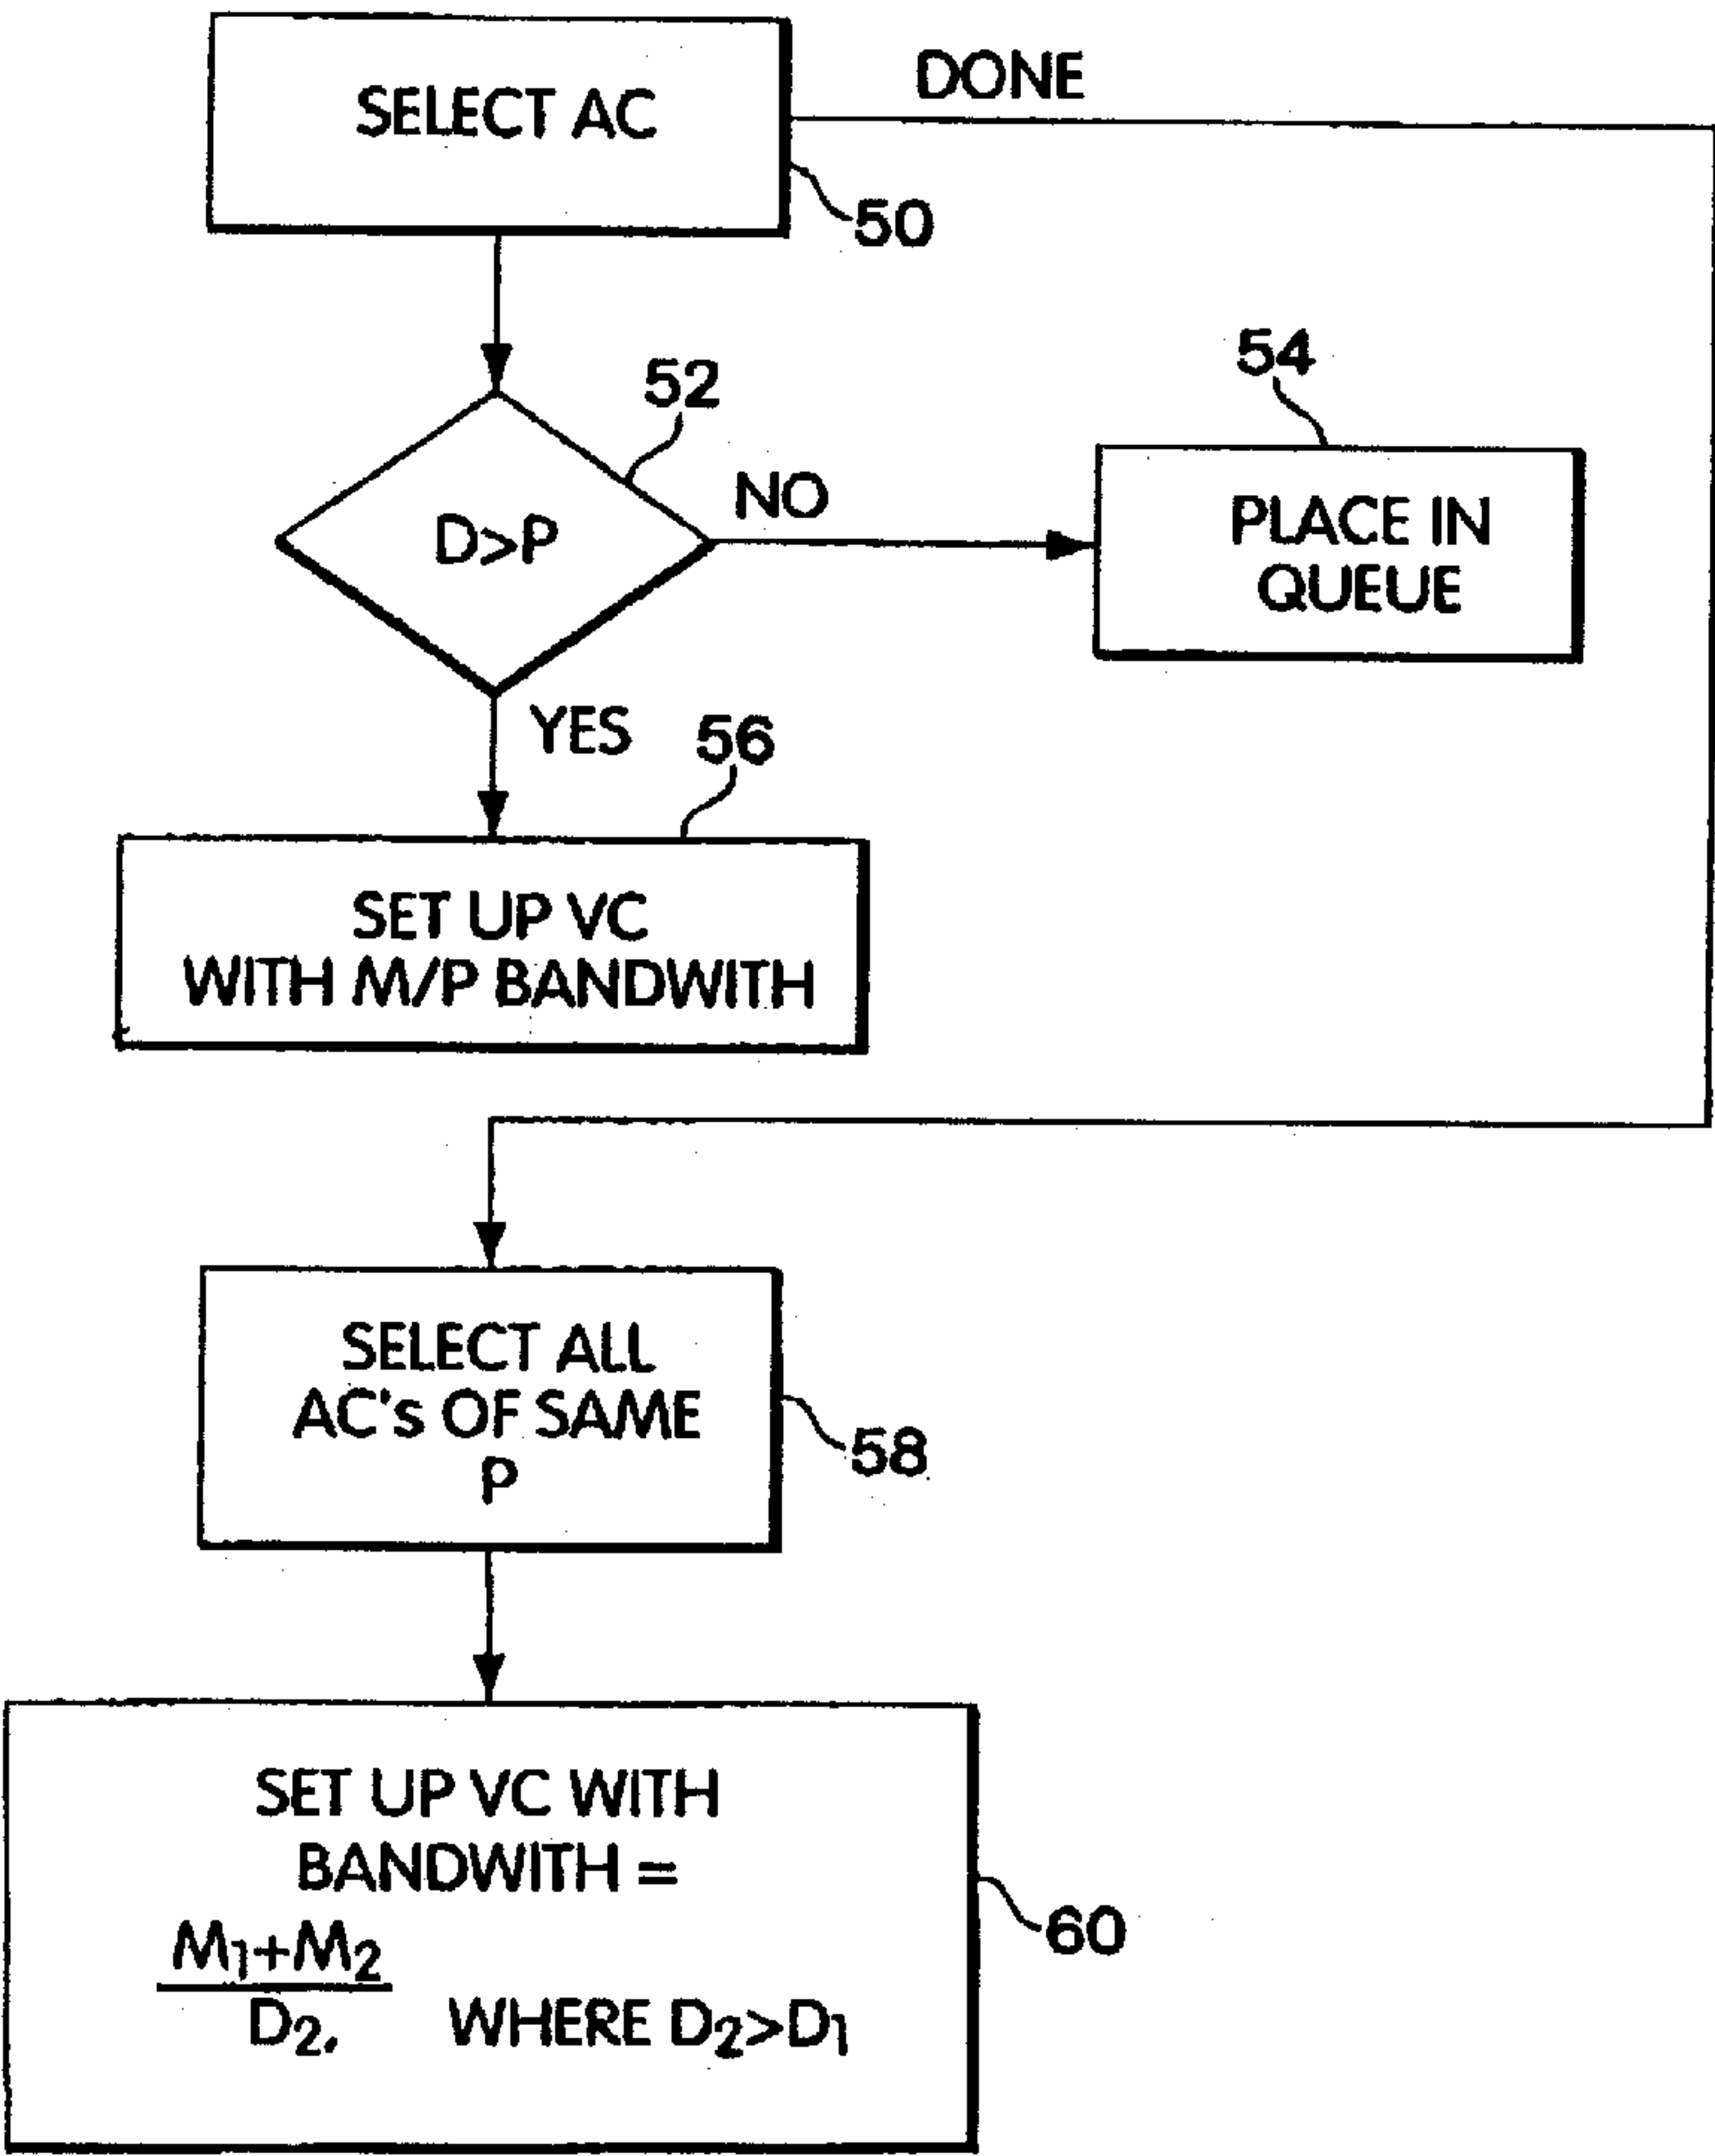 SELECT AC
DONE
50
52
54
D>P
NO
PLACE IN
QUEUE
YES
56
SET UP VC
WITH M/P BANDWITH
SELECT ALL
AC's OF SAME
P
58
SET UP VC WITH
BANDWITH =
M1+M2
D2, WHERE D2>D1
60